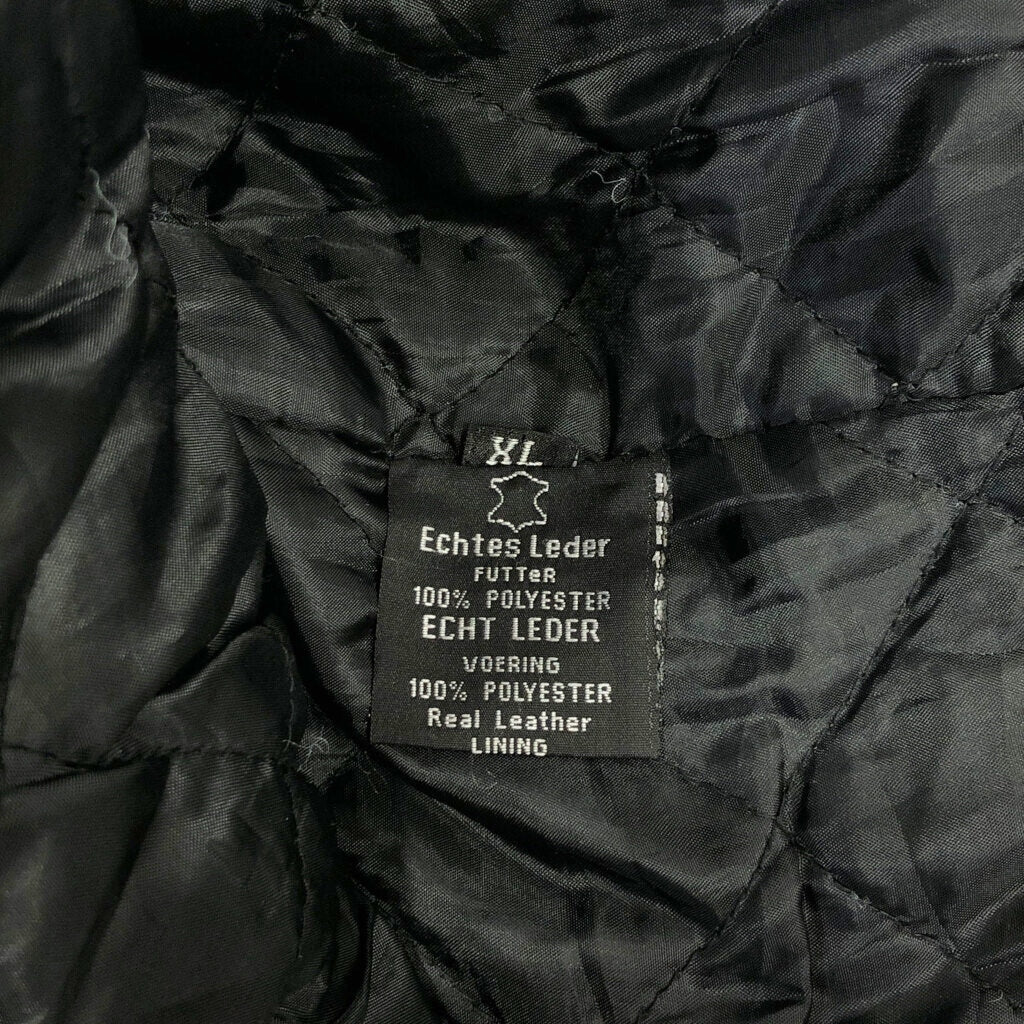 XL
Echtes Leder
FUTTeR
100% POLYESTER
ECHT LEDER
VOERING
100% POLYESTER
Real Leather
LINING